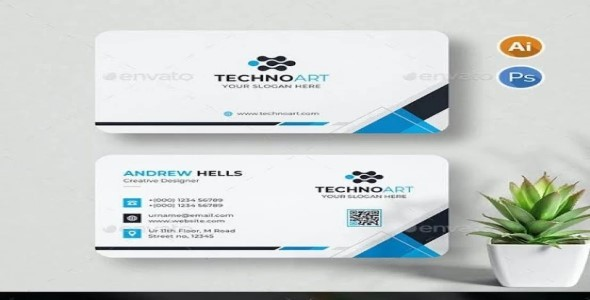 envato
envato
TECHNOART
YOUR SLOGAN HERE
www.technoart.com
Ai
Ps
ANDREW HELLS
Creative Designer
+(000) 1234 56789
+(000) 1234 56789
urname@email.com
www.website.com
Ur 11th Floor, M Road
Street no, 12345
TECHNOART
YOUR SLOGAN HERE